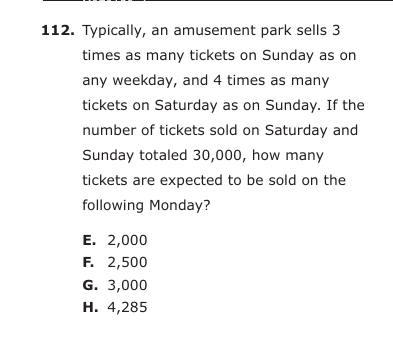 112. Typically, an amusement park sells 3
times as many tickets on Sunday as on
any weekday, and 4 times as many
tickets on Saturday as on Sunday. If the
number of tickets sold on Saturday and
Sunday totaled 30,000, how many
tickets are expected to be sold on the
following Monday?
E. 2,000
F. 2,500
G. 3,000
H. 4,285